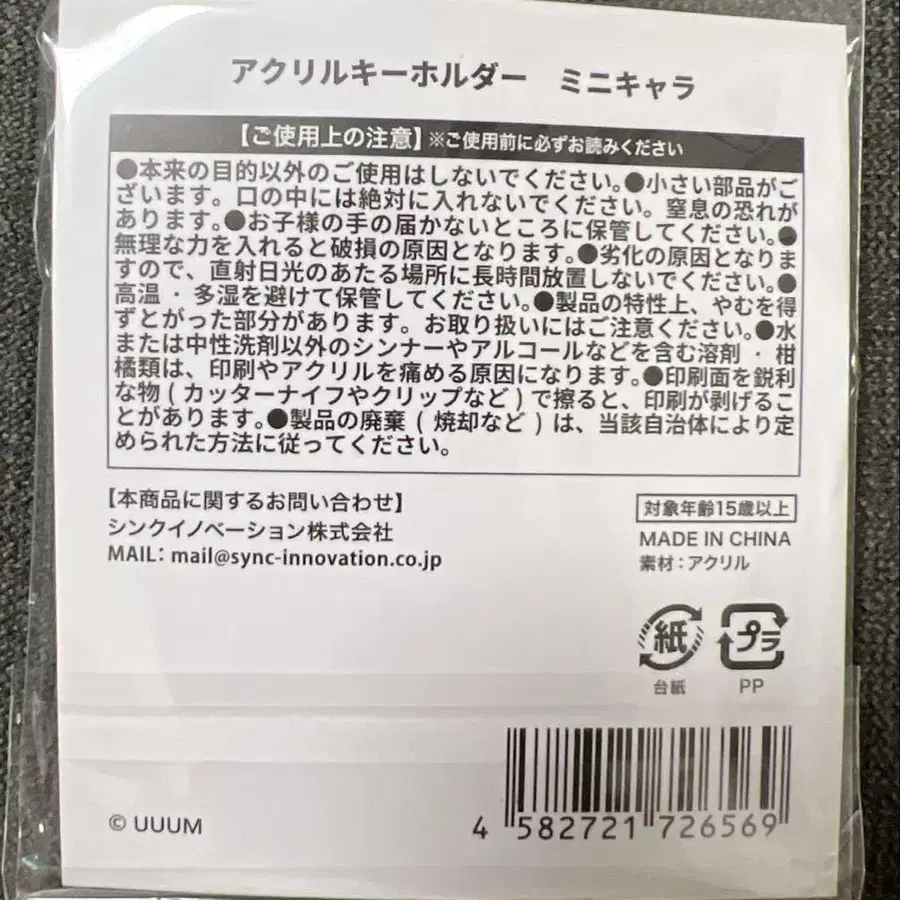 アクリルキーホルダー　ミニキャラ
【ご使用上の注意】※ご使用前に必ずお読みください
●本来の目的以外のご使用はしないでください。●小さい部品がご
ざいます。口の中には絶対に入れないでください。窒息の恐れが
あります。●お子様の手の届かないところに保管してください。●
無理な力を入れると破損の原因となります。●劣化の原因となりま
すので、直射日光のあたる場所に長時間放置しないでください。●
高温・多湿を避けて保管してください。●製品の特性上、やむを得
ずとがった部分があります。お取り扱いにはご注意ください。●水
または中性洗剤以外のシンナーやアルコールなどを含む溶剤・柑
橘類は、印刷やアクリルを痛める原因になります。●印刷面を鋭利
な物(カッターナイフやクリップなど)で擦ると、印刷が剥げるこ
とがあります。●製品の廃棄(焼却など)は、当該自治体により定
められた方法に従ってください。
【本商品に関するお問い合わせ】
シンクイノベーション株式会社
MAIL: mail@sync-innovation.co.jp
対象年齢15歳以上
MADE IN CHINA
素材:アクリル
紙 プラ
台紙 PP
© UUUM
4 582721 726569